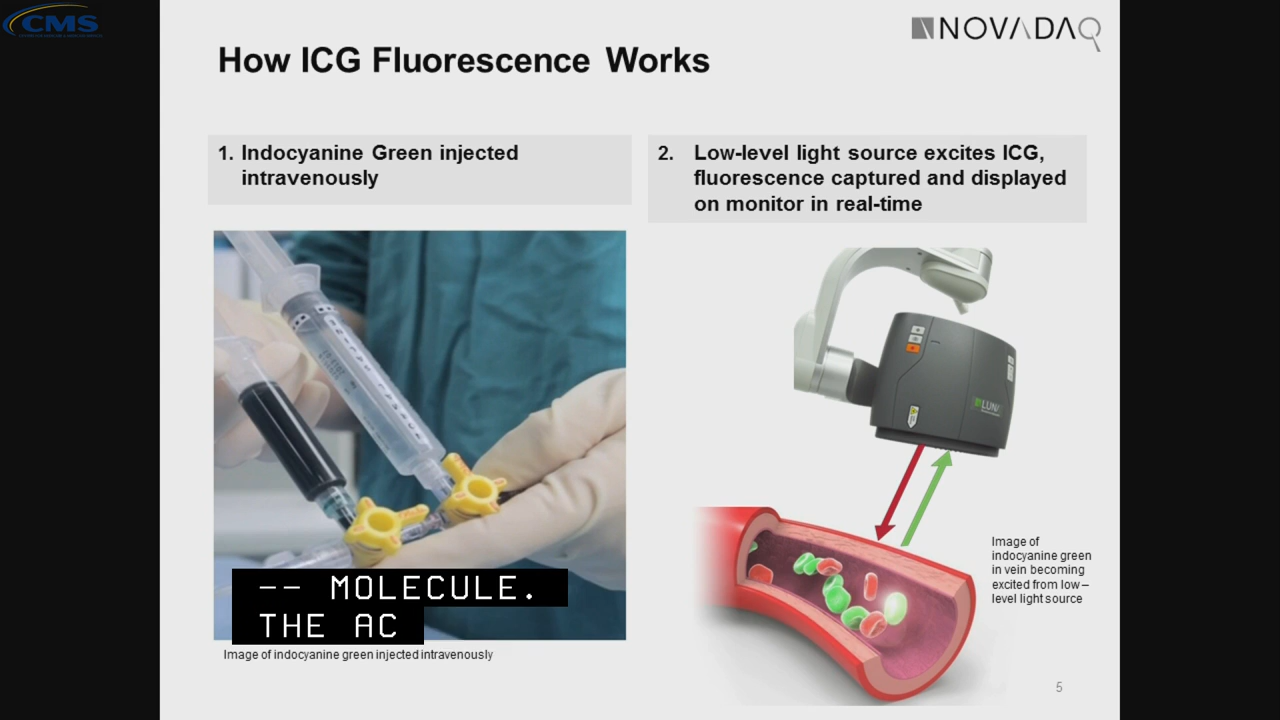 CMS
NOVADAQ
How ICG Fluorescence Works
1. Indocyanine Green injected
intravenously
2. Low-level light source excites ICG,
fluorescence captured and displayed
on monitor in real-time
LUNA
-- MOLECULE.
THE AC
Image of indocyanine green injected intravenously
Image of
indocyanine green
in vein becoming
excited from low–
level light source
5